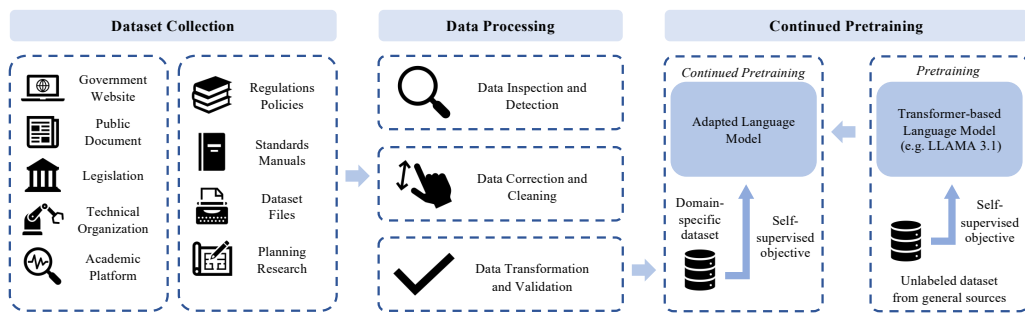 Dataset Collection
Government
Website
Public
Document
Legislation
Technical
Organization
Academic
Platform
Regulations
Policies
Standards
Manuals
Dataset
Files
Planning
Research
Data Processing
Data Inspection and
Detection
Data Correction and
Cleaning
Data Transformation
and Validation
Continued Pretraining
Continued Pretraining
Adapted Language
Model
Domain-
specific
dataset
Self-
supervised
objective
Pretraining
Transformer-based
Language Model
(e.g. LLAMA 3.1)
Self-
supervised
objective
Unlabeled dataset
from general sources